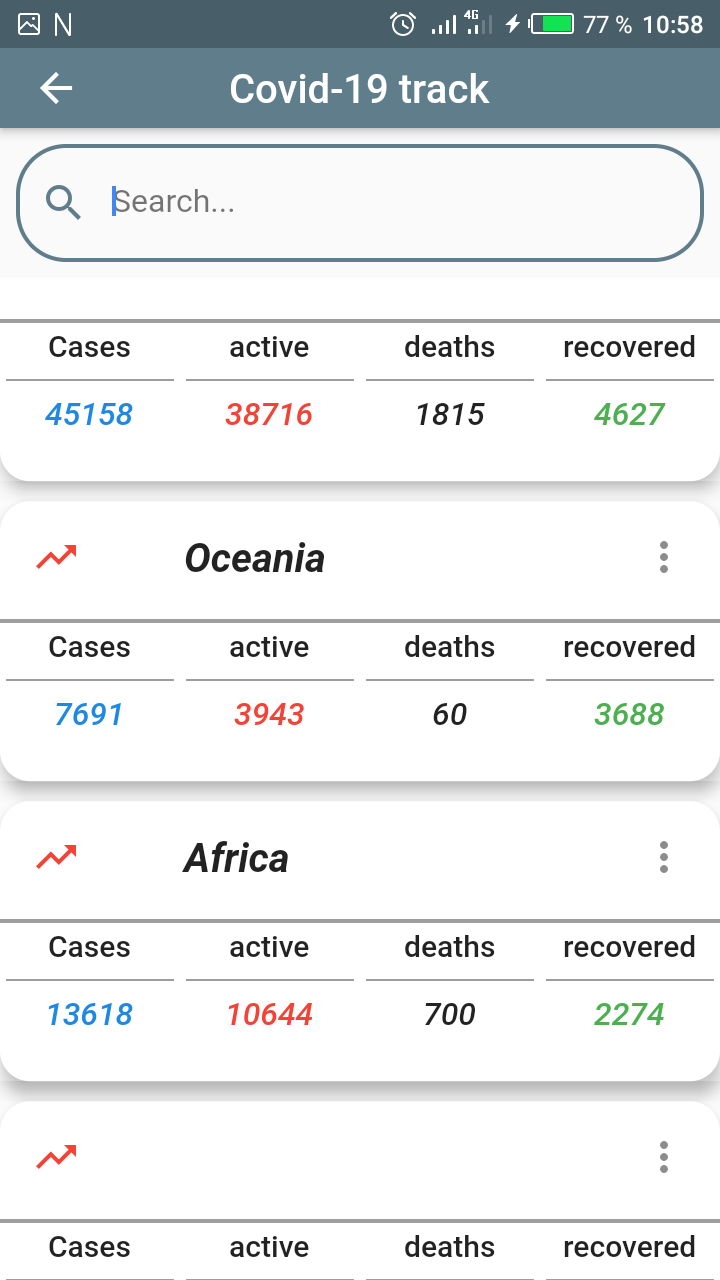 4G 77 % 10:58
Covid-19 track
Search...
Cases active deaths recovered
45158 38716 1815 4627
Oceania
Cases active deaths recovered
7691 3943 60 3688
Africa
Cases active deaths recovered
13618 10644 700 2274
Cases active deaths recovered